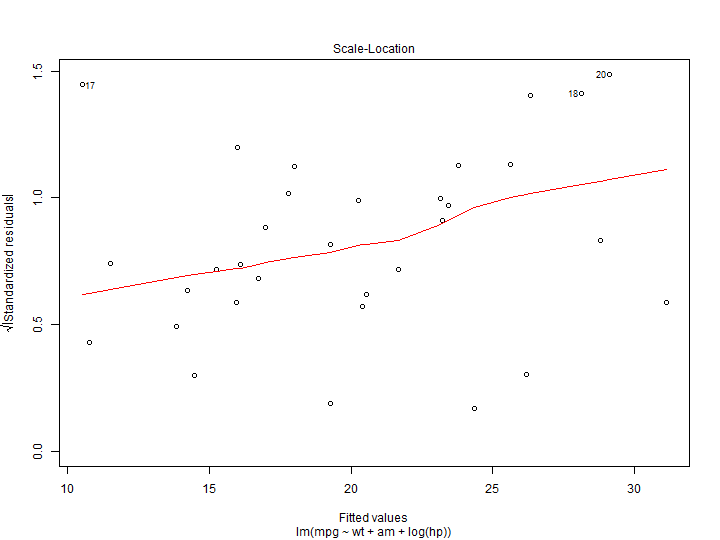 Scale-Location
√|Standardized residuals|
1.5
1.0
0.5
0.0
17
20
18
10 15 20 25 30
Fitted values
lm(mpg ~ wt + am + log(hp))